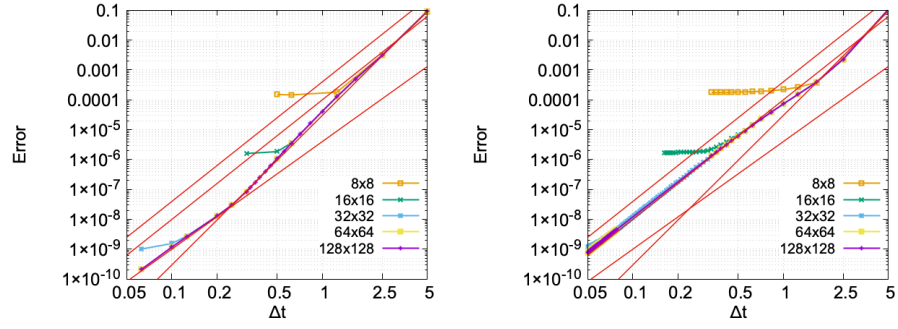 0.1
0.01
0.001
0.0001
1×10⁻⁵
1×10⁻⁶
1×10⁻⁷
1×10⁻⁸
1×10⁻⁹
1×10⁻¹⁰
Error
8x8
16x16
32x32
64x64
128x128
0.05 0.1 0.2 0.5 1 2.5 5
Δt
0.1
0.01
0.001
0.0001
1×10⁻⁵
1×10⁻⁶
1×10⁻⁷
1×10⁻⁸
1×10⁻⁹
1×10⁻¹⁰
Error
8x8
16x16
32x32
64x64
128x128
0.05 0.1 0.2 0.5 1 2.5 5
Δt